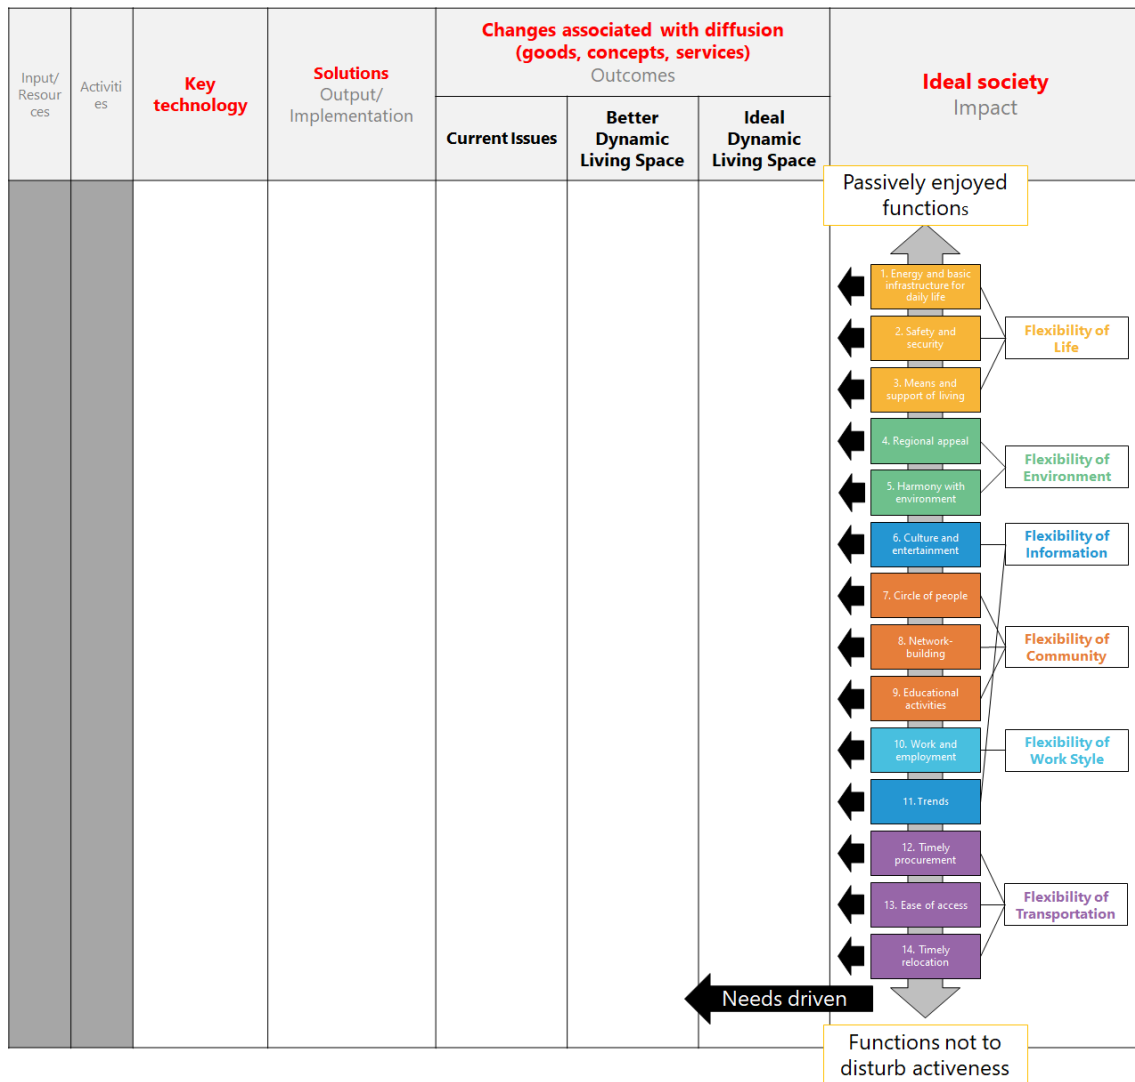 Input/
Resour
ces
Activiti
es
Key
technology
Solutions
Output/
Implementation
Changes associated with diffusion
(goods, concepts, services)
Outcomes
Current Issues
Better
Dynamic
Living Space
Ideal
Dynamic
Living Space
Ideal society
Impact
Passively enjoyed
functions
1. Energy and basic
infrastructure for
daily life
2. Safety and
security
3. Means and
support of living
Flexibility of
Life
4. Regional appeal
5. Harmony with
environment
Flexibility of
Environment
6. Culture and
entertainment
Flexibility of
Information
7. Circle of people
8. Network-
building
9. Educational
activities
Flexibility of
Community
10. Work and
employment
Flexibility of
Work Style
11. Trends
12. Timely
procurement
13. Ease of access
14. Timely
relocation
Flexibility of
Transportation
Needs driven
Functions not to
disturb activeness